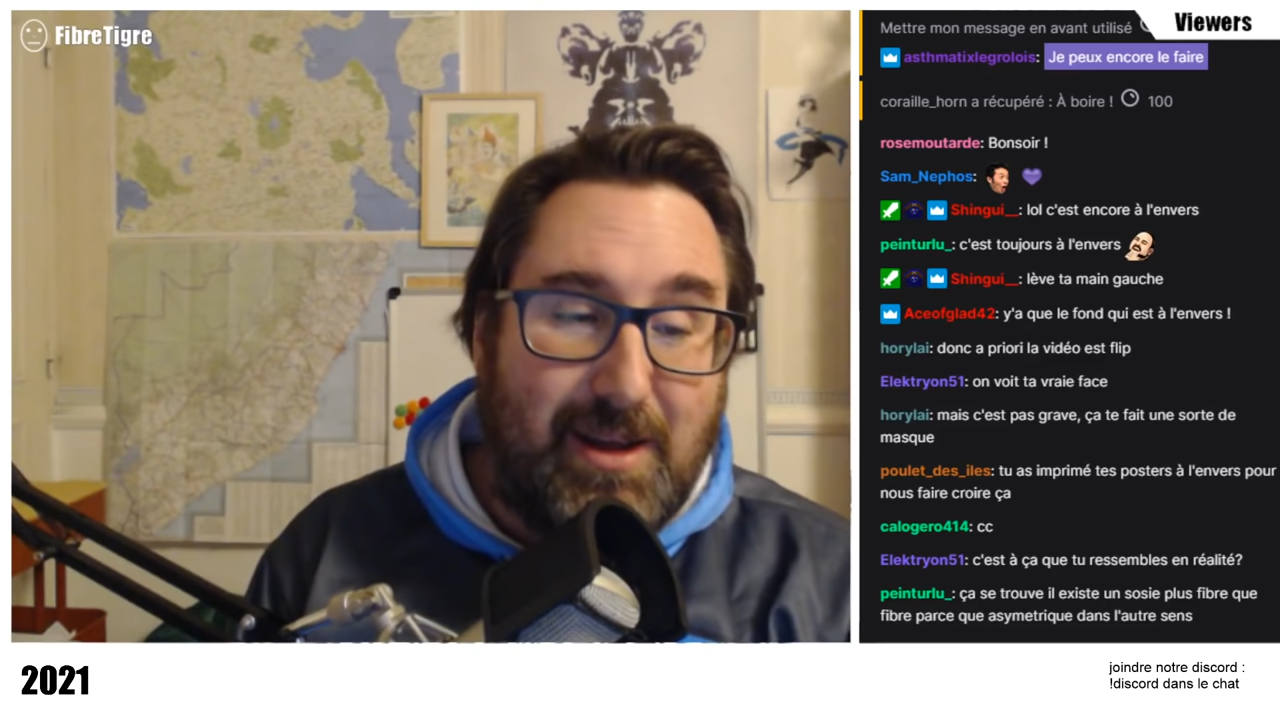 FibreTigre
Viewers
Mettre mon message en avant utilisé
asthmatixlegrolois: Je peux encore le faire
coraille_horn a récupéré : À boire ! 100
rosemoutarde: Bonsoir !
Sam_Nephos:
Shingui__: lol c'est encore à l'envers
peinturlu_: c'est toujours à l'envers
Shingui__: lève ta main gauche
Aceofglad42: y'a que le fond qui est à l'envers !
horylai: donc a priori la vidéo est flip
Elektryon51: on voit ta vraie face
horylai: mais c'est pas grave, ça te fait une sorte de
masque
poulet_des_iles: tu as imprimé tes posters à l'envers pour
nous faire croire ça
calogero414: cc
Elektryon51: c'est à ça que tu ressembles en réalité?
peinturlu_: ça se trouve il existe un sosie plus fibre que
fibre parce que asymetrique dans l'autre sens
2021
joindre notre discord :
!discord dans le chat